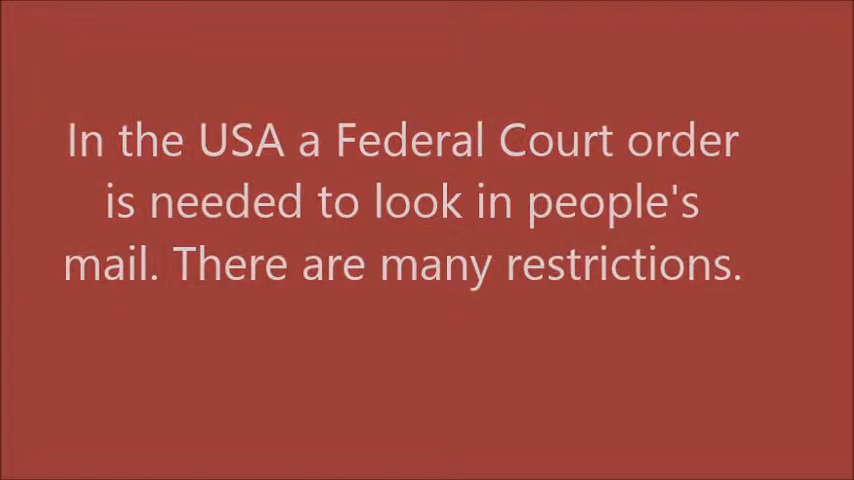 In the USA a Federal Court order
is needed to look in people's
mail. There are many restrictions.